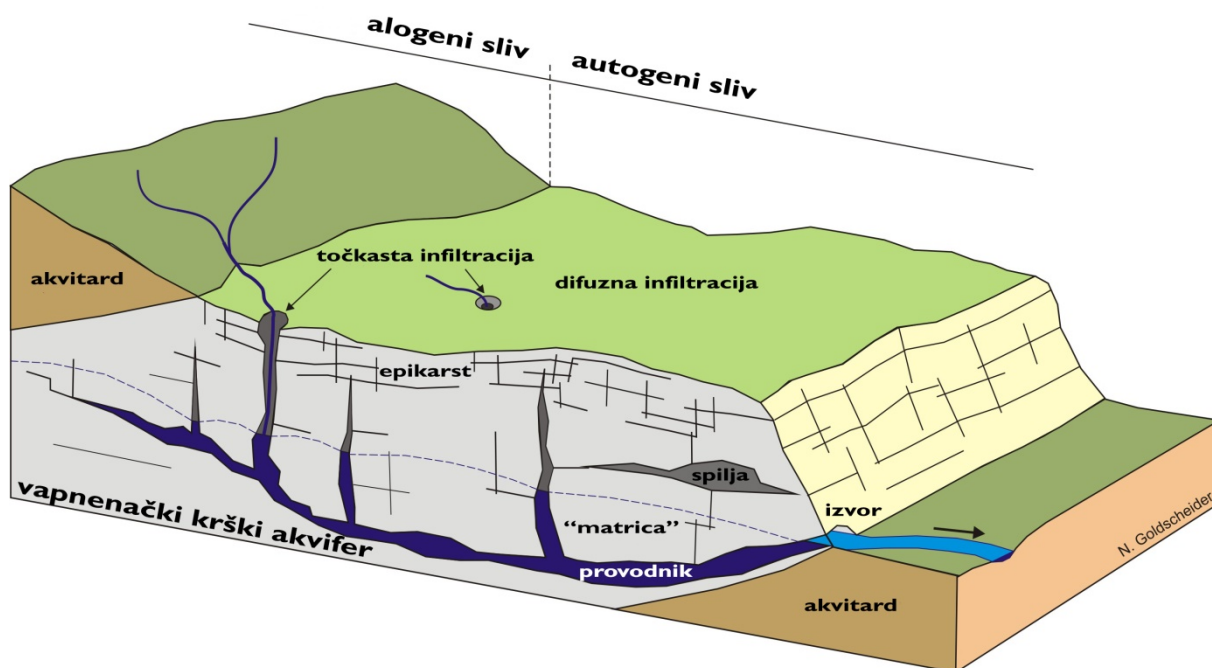 alogeni sliv
autogeni sliv
točkasta infiltracija
akvitard
difuzna infiltracija
epikarst
spilja
izvor
“matrica”
vapnenački krški akvifer
provodnik
akvitard
N. Goldscheider